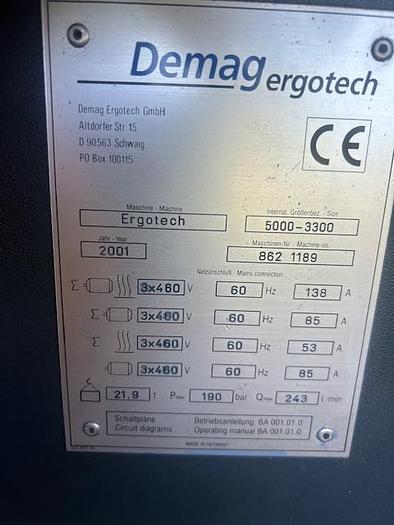 Demag ergotech
Demag Ergotech GmbH
Altdorfer Str. 15
D 90563 Schwaig
PO Box 100115
CE
Maschine - Machine
Ergotech
Internat. Größenbez. - Size
5000-3300
Jahr - Year
2001
Maschinen-Nr. - Machine-no.
862 1189
Netzanschluß - Mains connection
Σ 3x460 V 60 Hz 138 A
Σ 3x460 V 60 Hz 85 A
Σ 3x460 V 60 Hz 53 A
3x460 V 60 Hz 85 A
21.9 t Pmax 190 bar Qmax 243 l/min
Schaltpläne Betriebsanleitung BA 001.01.0
Circuit diagrams Operating manual BA 001.01.0
MADE IN GERMANY